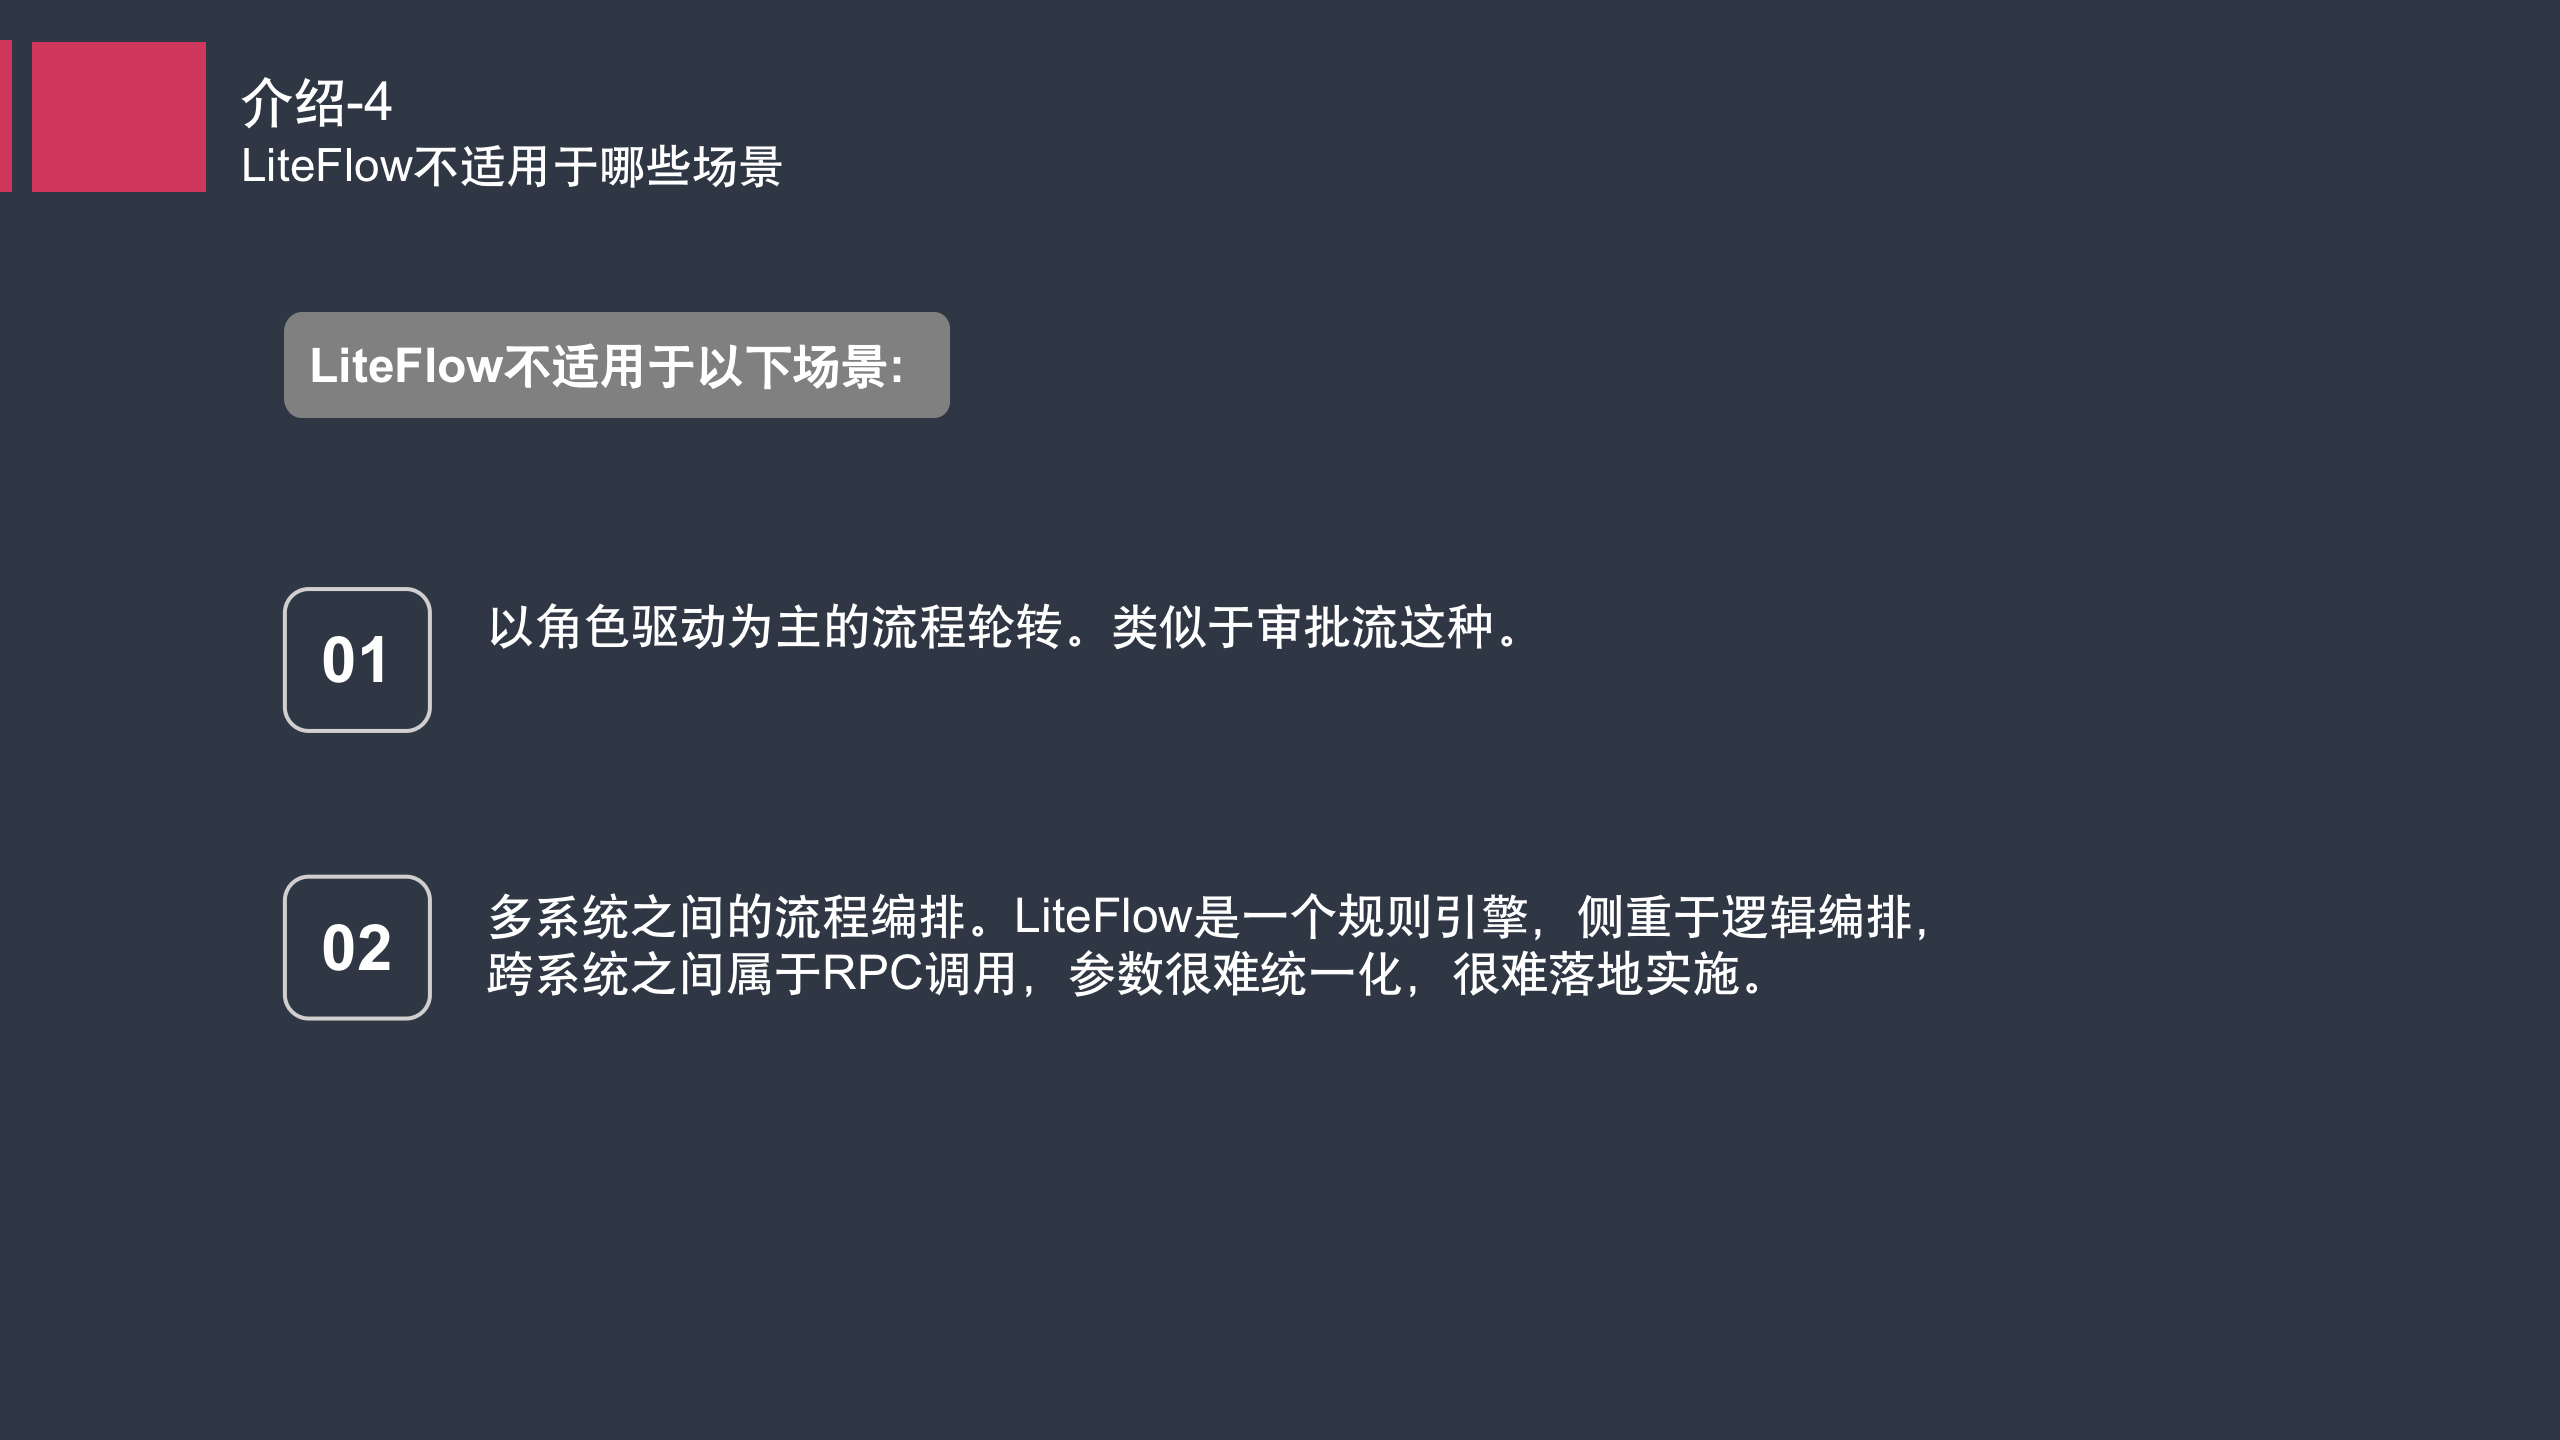 介绍-4
LiteFlow不适用于哪些场景
LiteFlow不适用于以下场景:
01
以角色驱动为主的流程轮转。类似于审批流这种。
02
多系统之间的流程编排。LiteFlow是一个规则引擎，侧重于逻辑编排，
跨系统之间属于RPC调用，参数很难统一化，很难落地实施。